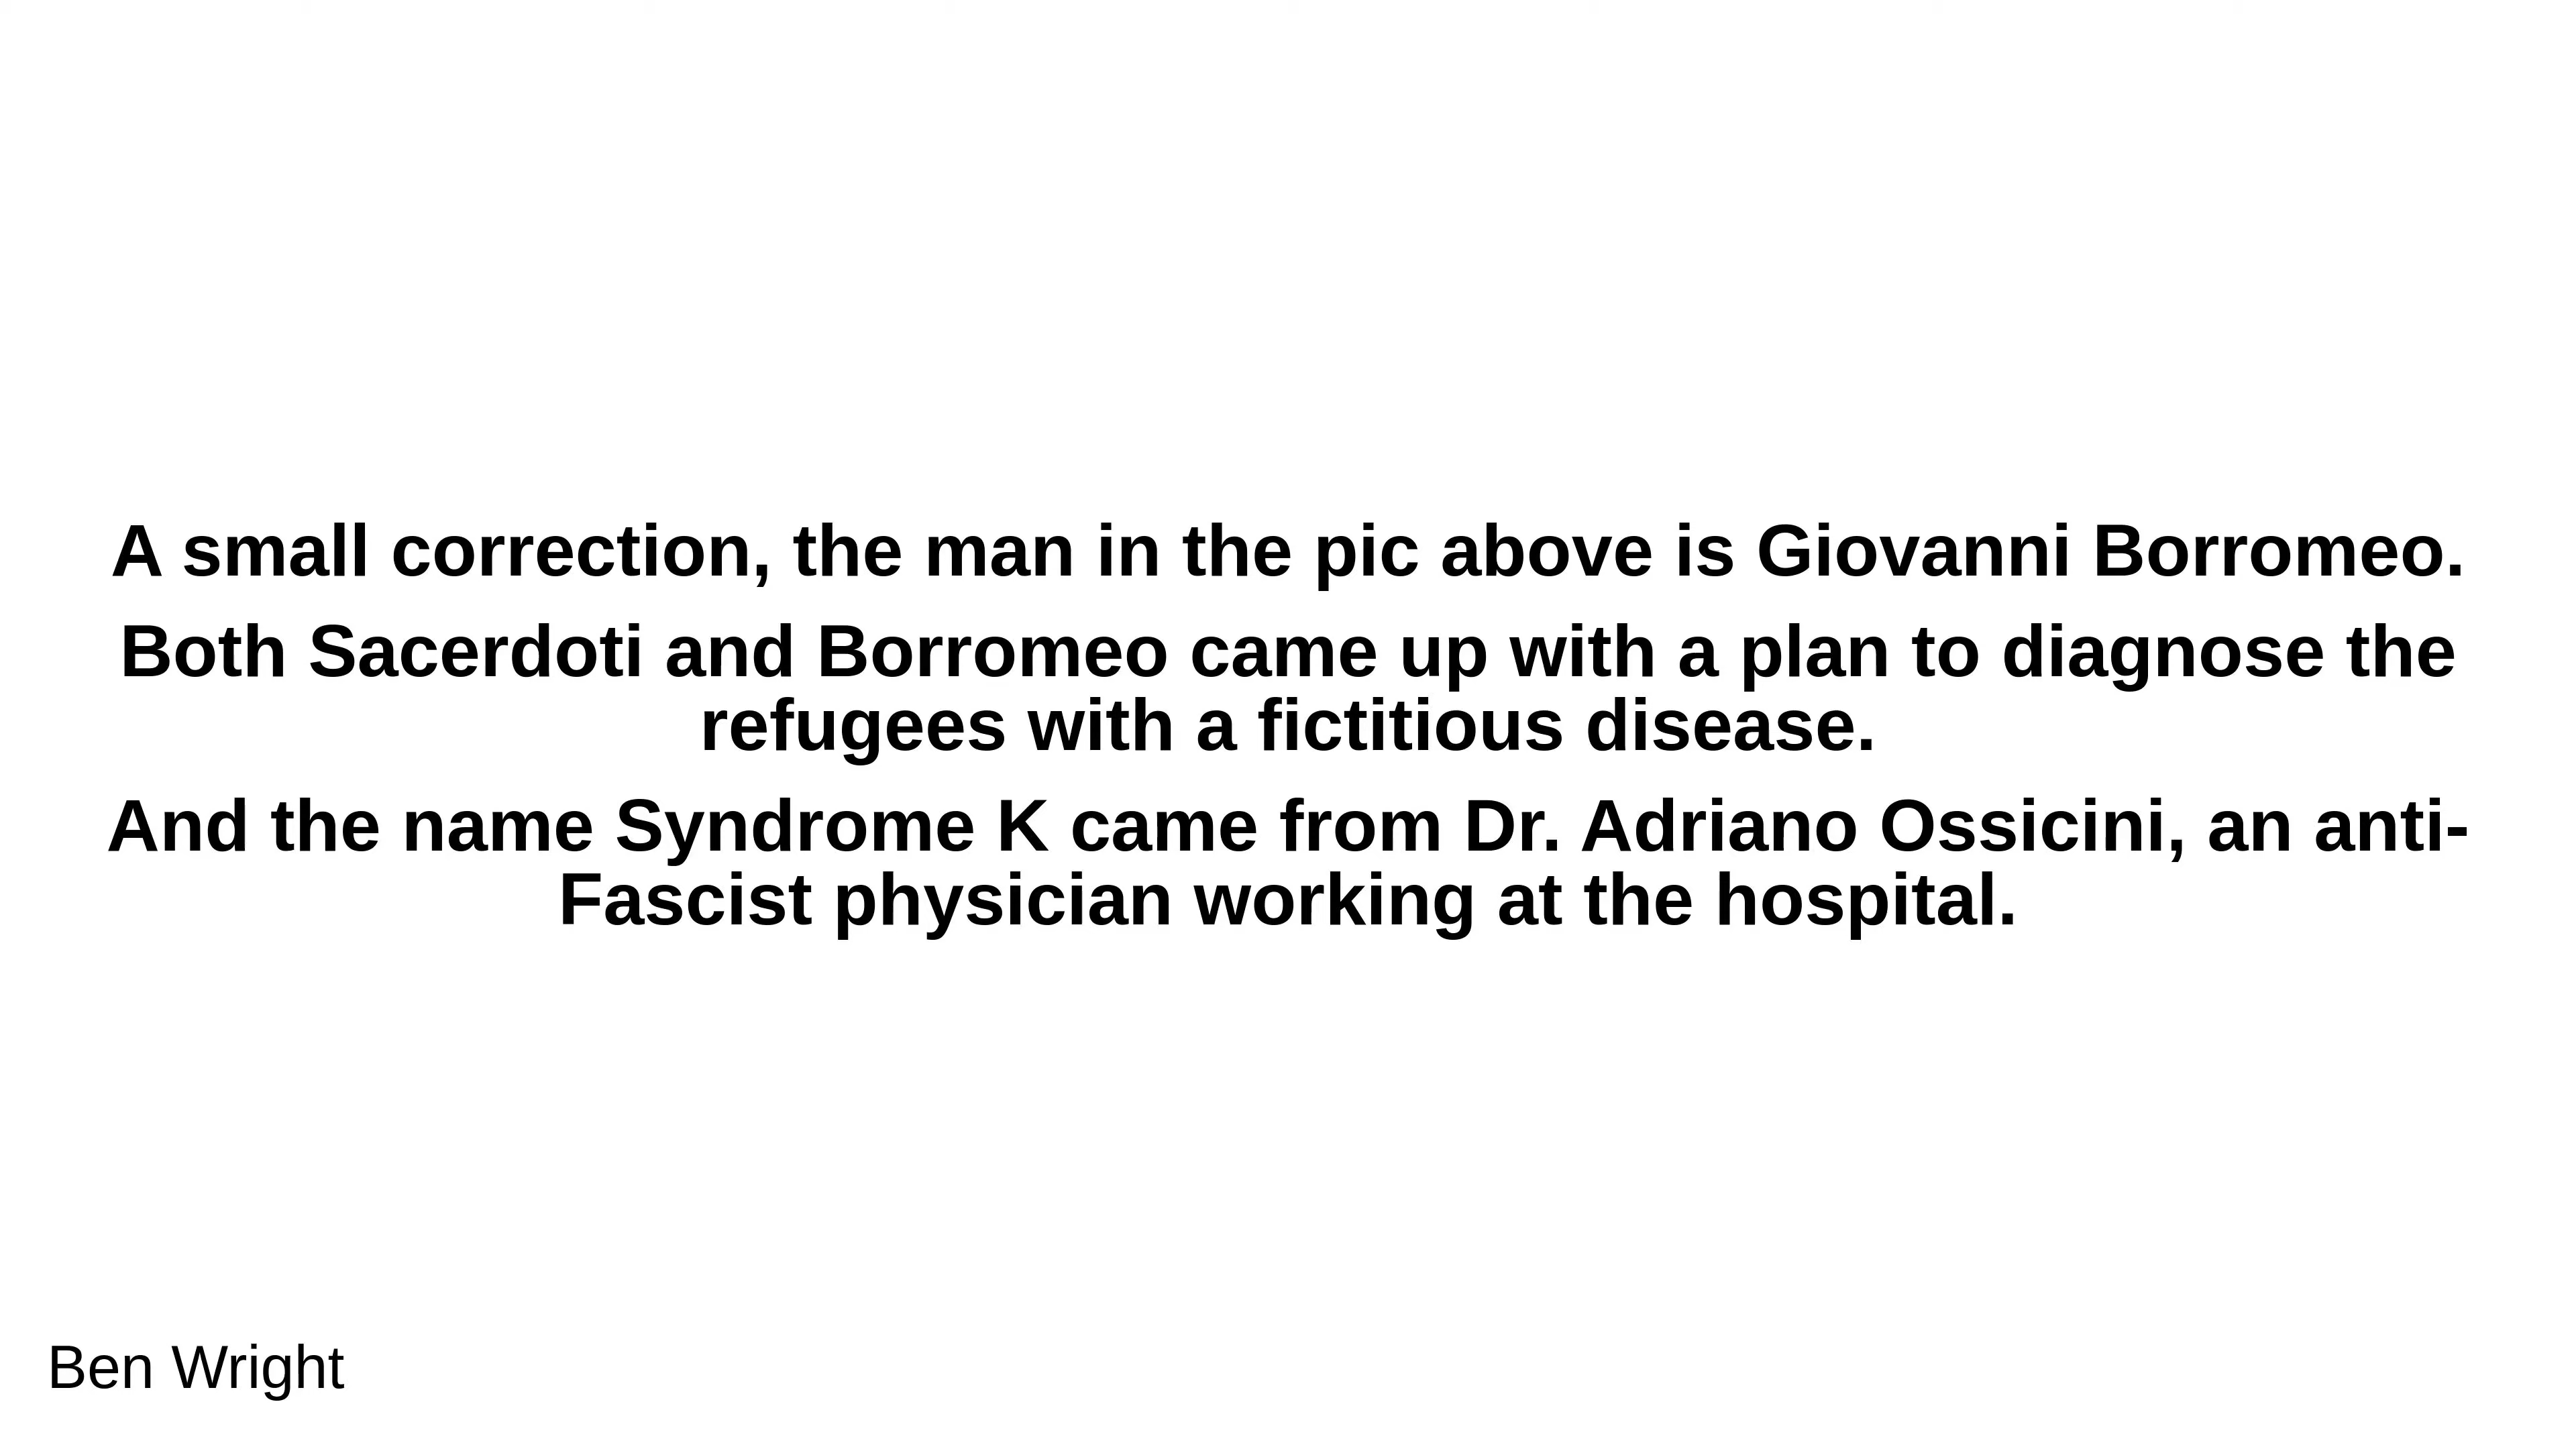 A small correction, the man in the pic above is Giovanni Borromeo.
Both Sacerdoti and Borromeo came up with a plan to diagnose the
refugees with a fictitious disease.
And the name Syndrome K came from Dr. Adriano Ossicini, an anti-
Fascist physician working at the hospital.
Ben Wright